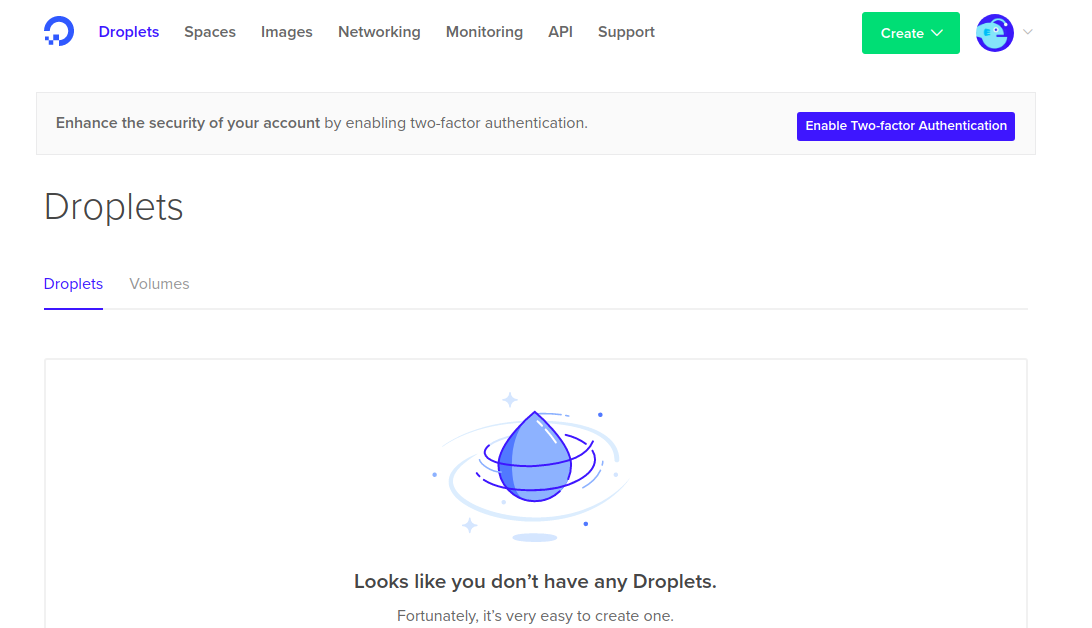 Droplets Spaces Images Networking Monitoring API Support Create
Enhance the security of your account by enabling two-factor authentication. Enable Two-factor Authentication
Droplets
Droplets Volumes
Looks like you don’t have any Droplets.
Fortunately, it’s very easy to create one.